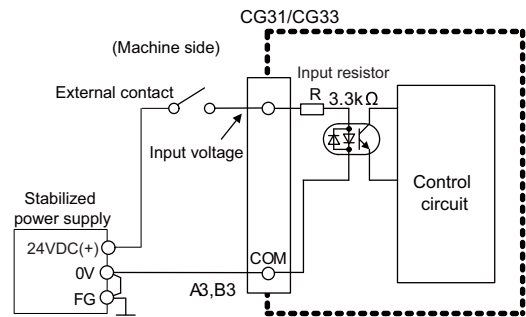 CG31/CG33
(Machine side)
Input resistor
External contact
R 3.3kΩ
Input voltage
Control
circuit
Stabilized
power supply
24VDC(+)
0V
COM
FG
A3,B3